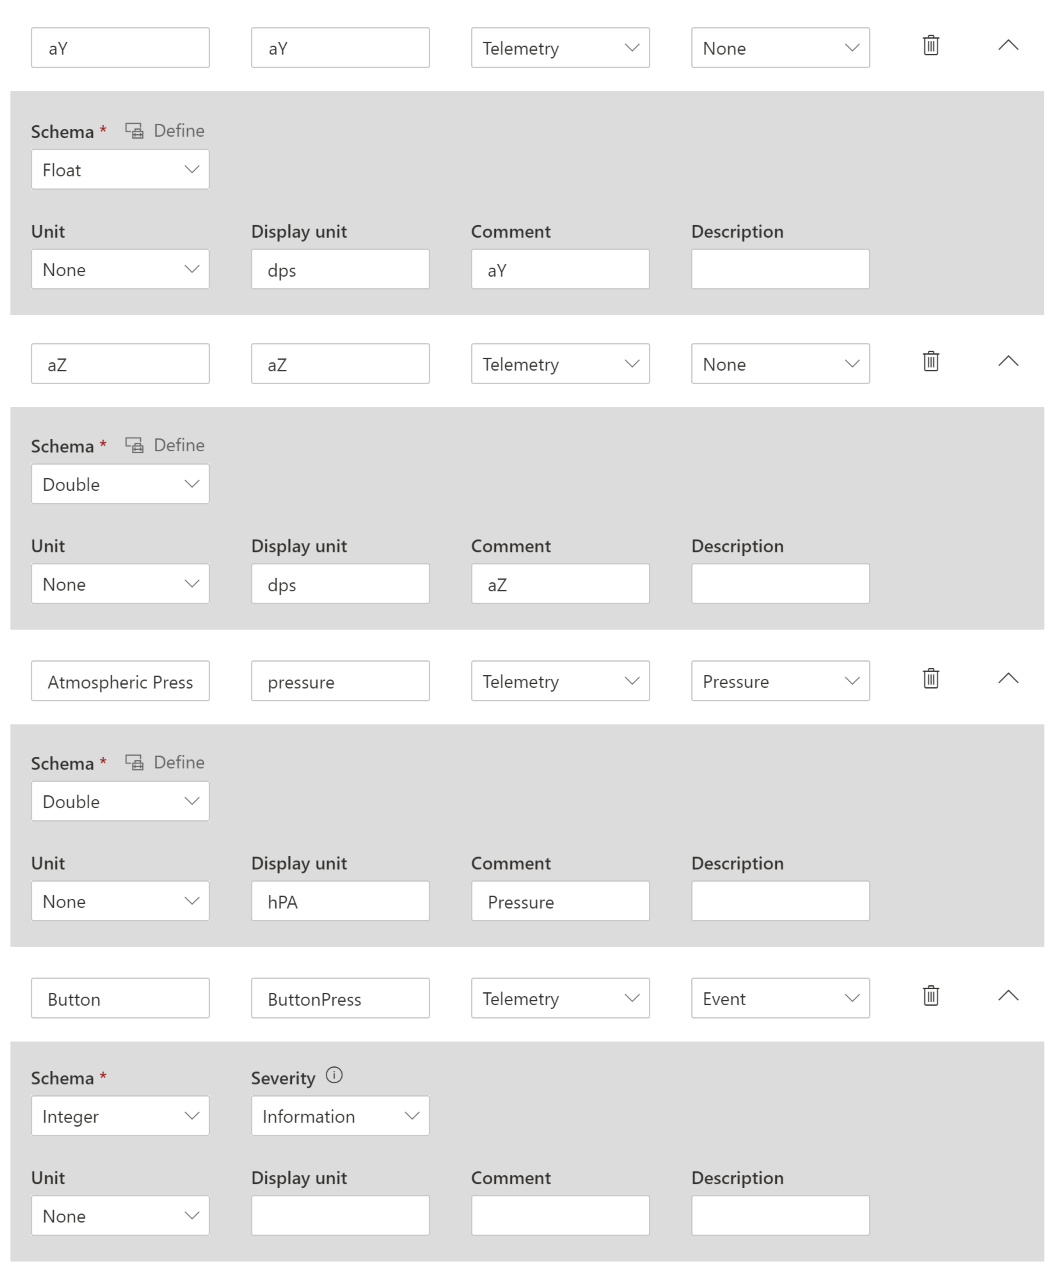 aY aY Telemetry None
Schema * Define
Float
Unit Display unit Comment Description
None dps aY
aZ aZ Telemetry None
Schema * Define
Double
Unit Display unit Comment Description
None dps aZ
Atmospheric Press pressure Telemetry Pressure
Schema * Define
Double
Unit Display unit Comment Description
None hPA Pressure
Button ButtonPress Telemetry Event
Schema * Severity
Integer Information
Unit Display unit Comment Description
None